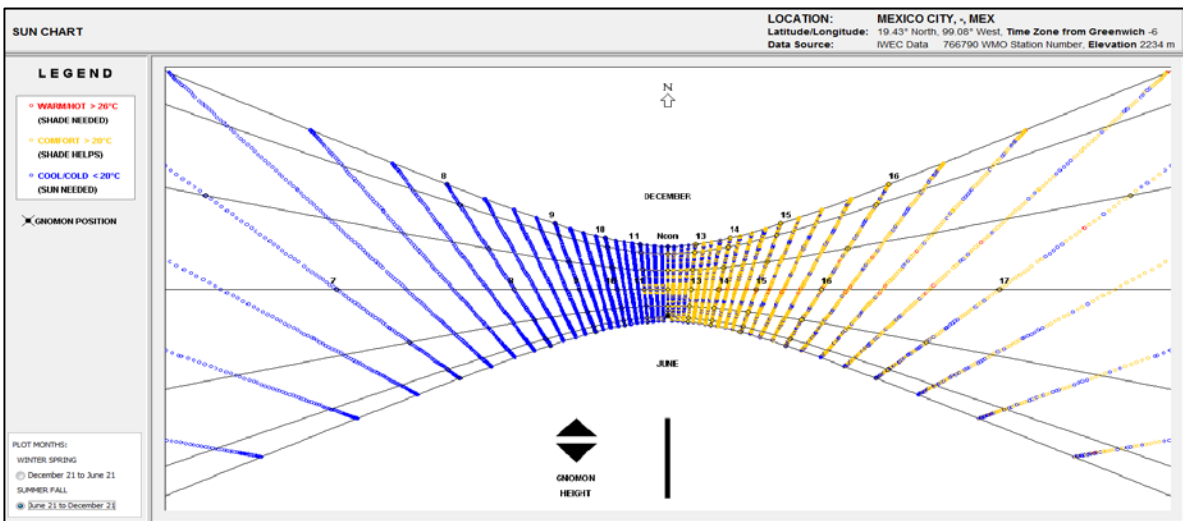 SUN CHART
LOCATION: MEXICO CITY, -, MEX
Latitude/Longitude: 19.43° North, 99.08° West, Time Zone from Greenwich -6
Data Source: IWEC Data 766790 WMO Station Number, Elevation 2234 m
LEGEND
WARM/HOT > 26°C
(SHADE NEEDED)
COMFORT > 20°C
(SHADE HELPS)
COOL/COLD < 20°C
(SUN NEEDED)
GNOMON POSITION
N
DECEMBER
8
16
9
15
10
14
11
Noon
13
7
8
9
10
11
13
14
15
16
17
JUNE
GNOMON
HEIGHT
PLOT MONTHS:
WINTER SPRING
December 21 to June 21
SUMMER FALL
June 21 to December 21